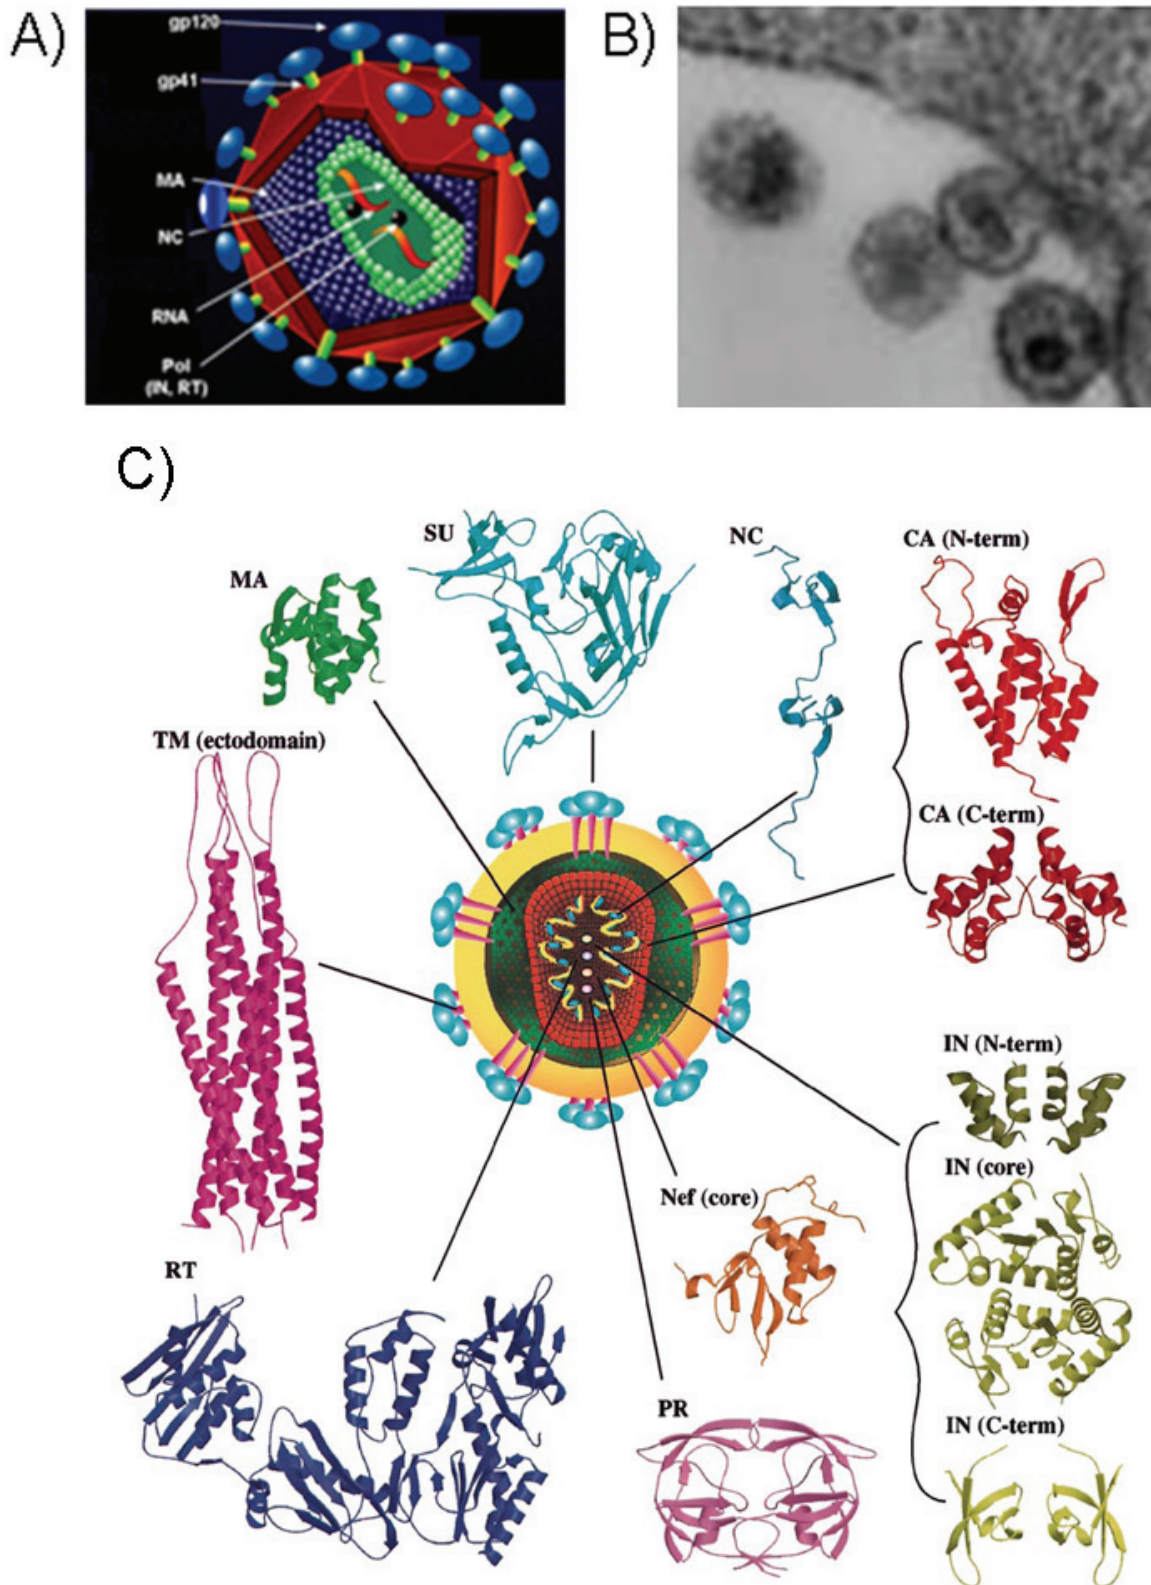 A)
gp120
gp41
MA
NC
RNA
Pol
(IN, RT)
B)
C)
MA
SU
NC
CA (N-term)
TM (ectodomain)
CA (C-term)
IN (N-term)
IN (core)
Nef (core)
RT
PR
IN (C-term)